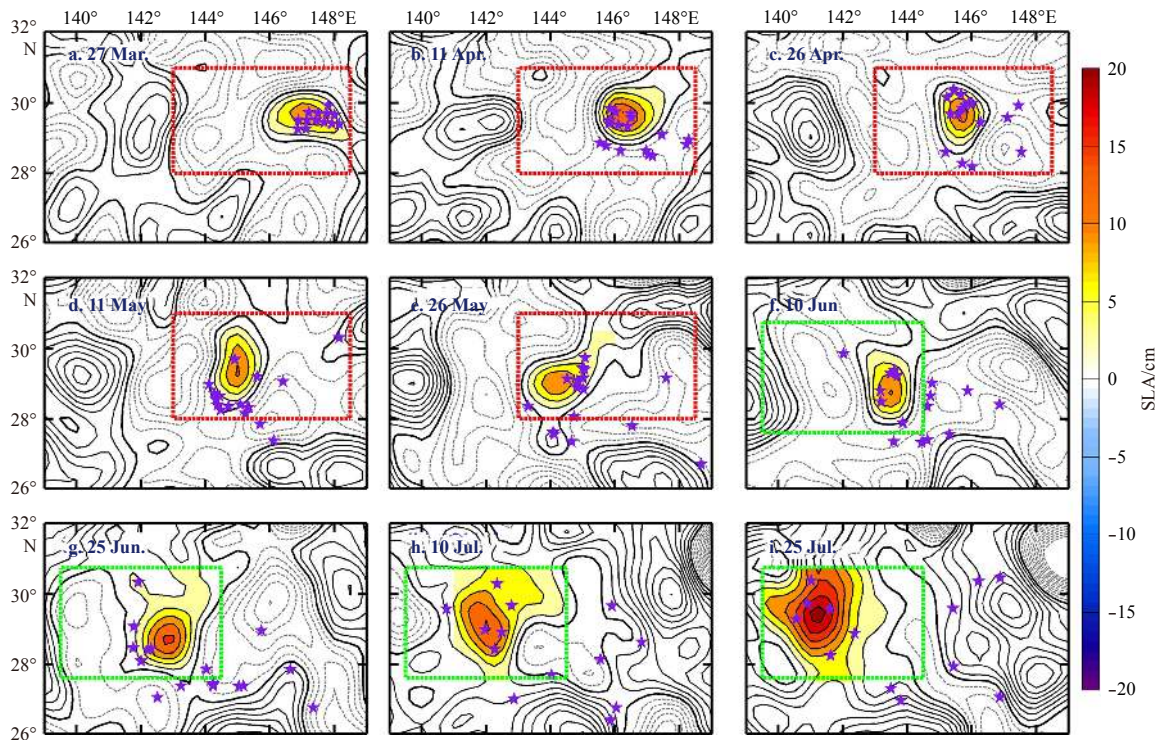 140° 142° 144° 146° 148°E 140° 142° 144° 146° 148°E 140° 142° 144° 146° 148°E
32°
N
30°
28°
26°
a. 27 Mar.
b. 11 Apr.
c. 26 Apr.
32°
N
30°
28°
26°
d. 11 May
e. 26 May
f. 10 Jun
32°
N
30°
28°
26°
g. 25 Jun.
h. 10 Jul.
i. 25 Jul.
20
15
10
5
0
−5
−10
−15
−20
SLA/cm